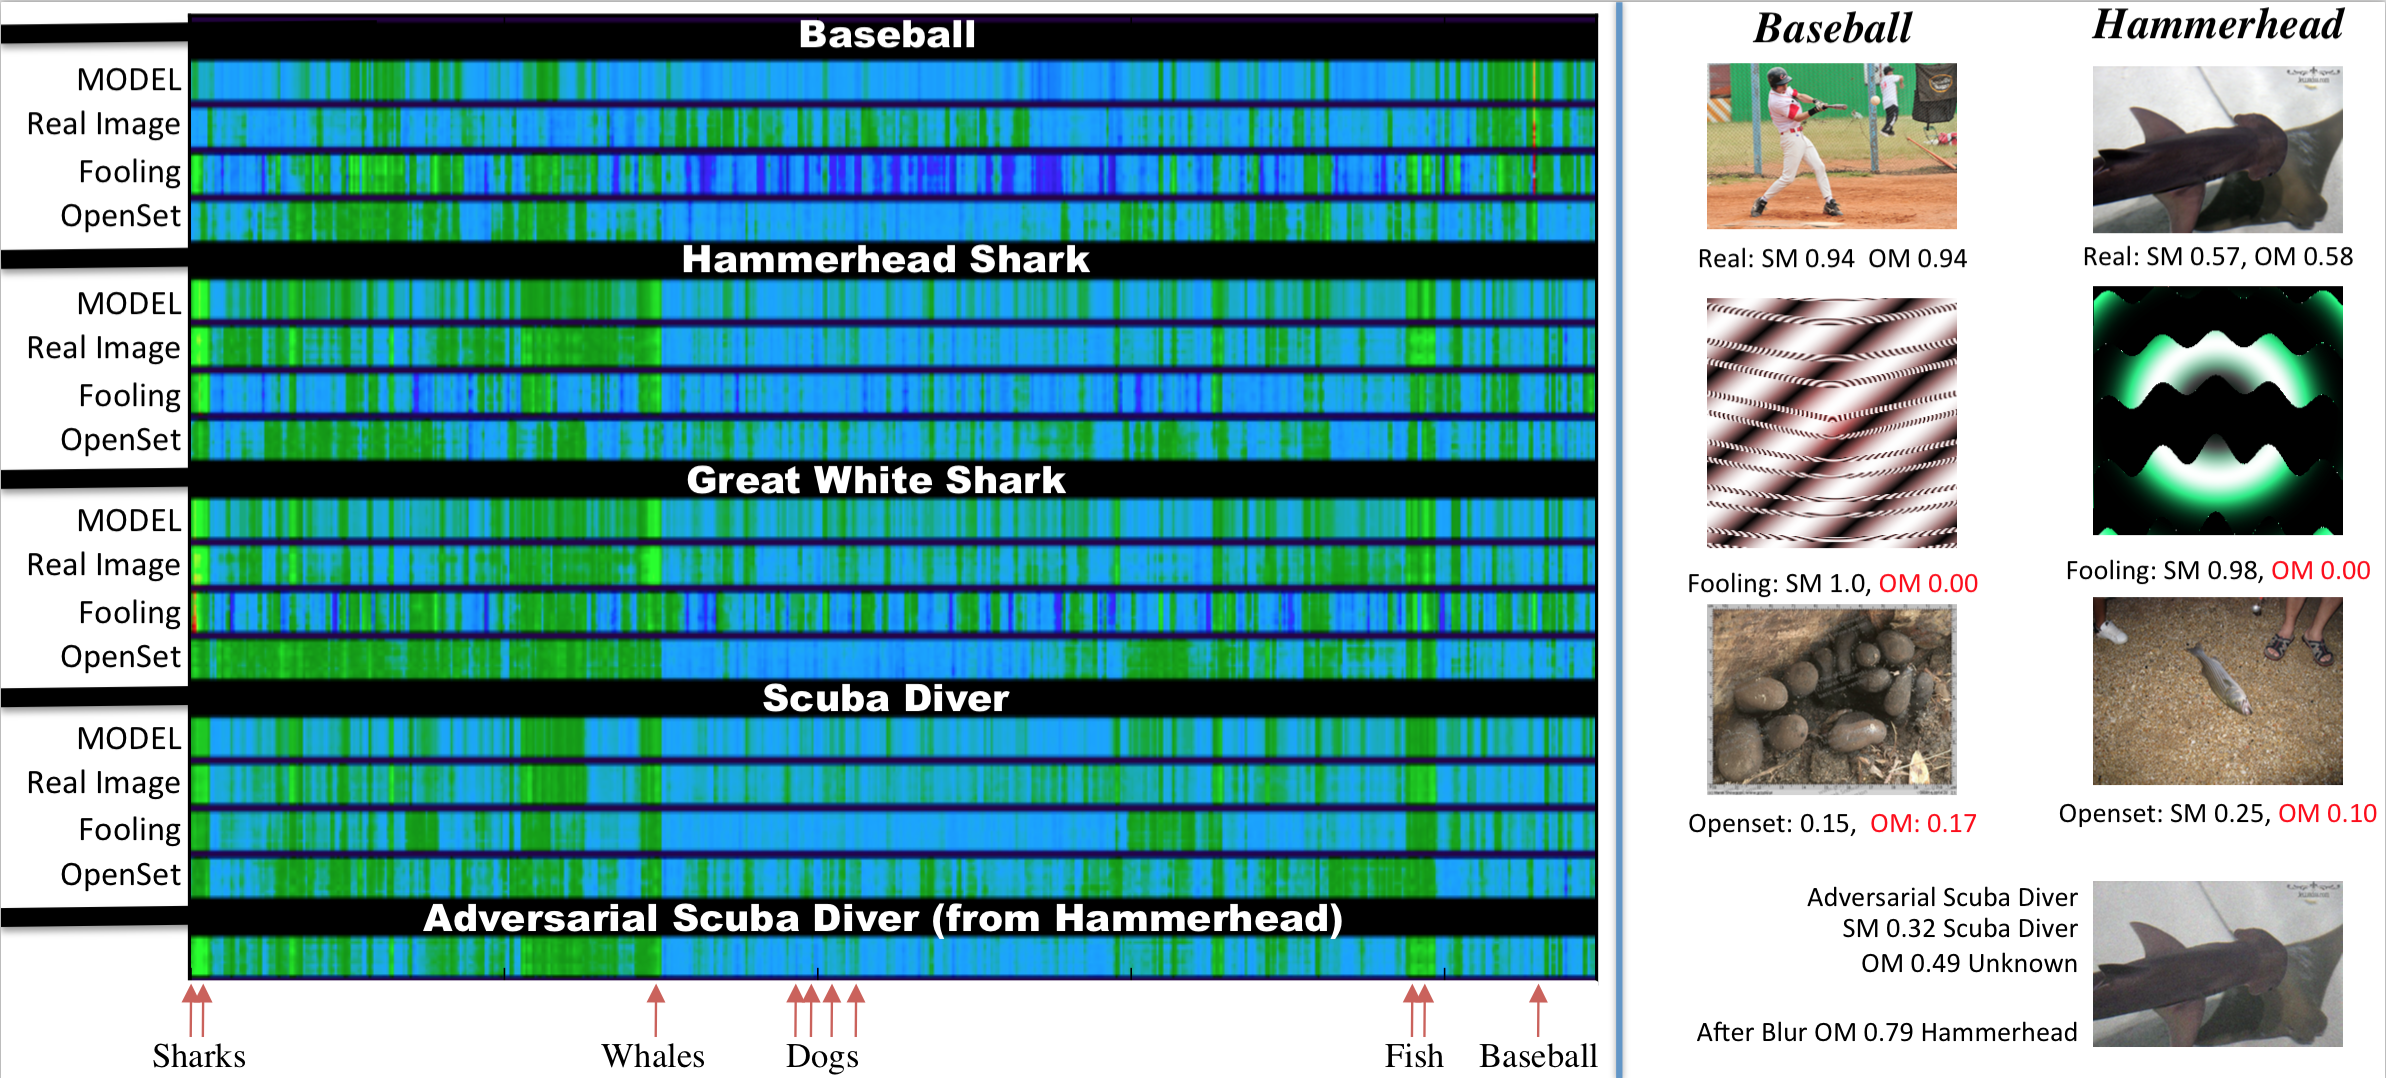 Baseball
MODEL
Real Image
Fooling
OpenSet
Hammerhead Shark
MODEL
Real Image
Fooling
OpenSet
Great White Shark
MODEL
Real Image
Fooling
OpenSet
Scuba Diver
MODEL
Real Image
Fooling
OpenSet
Adversarial Scuba Diver (from Hammerhead)
Sharks
Whales
Dogs
Fish
Baseball
Baseball
Real: SM 0.94 OM 0.94
Fooling: SM 1.0, OM 0.00
Openset: 0.15, OM: 0.17
Hammerhead
Real: SM 0.57, OM 0.58
Fooling: SM 0.98, OM 0.00
Openset: SM 0.25, OM 0.10
Adversarial Scuba Diver
SM 0.32 Scuba Diver
OM 0.49 Unknown
After Blur OM 0.79 Hammerhead